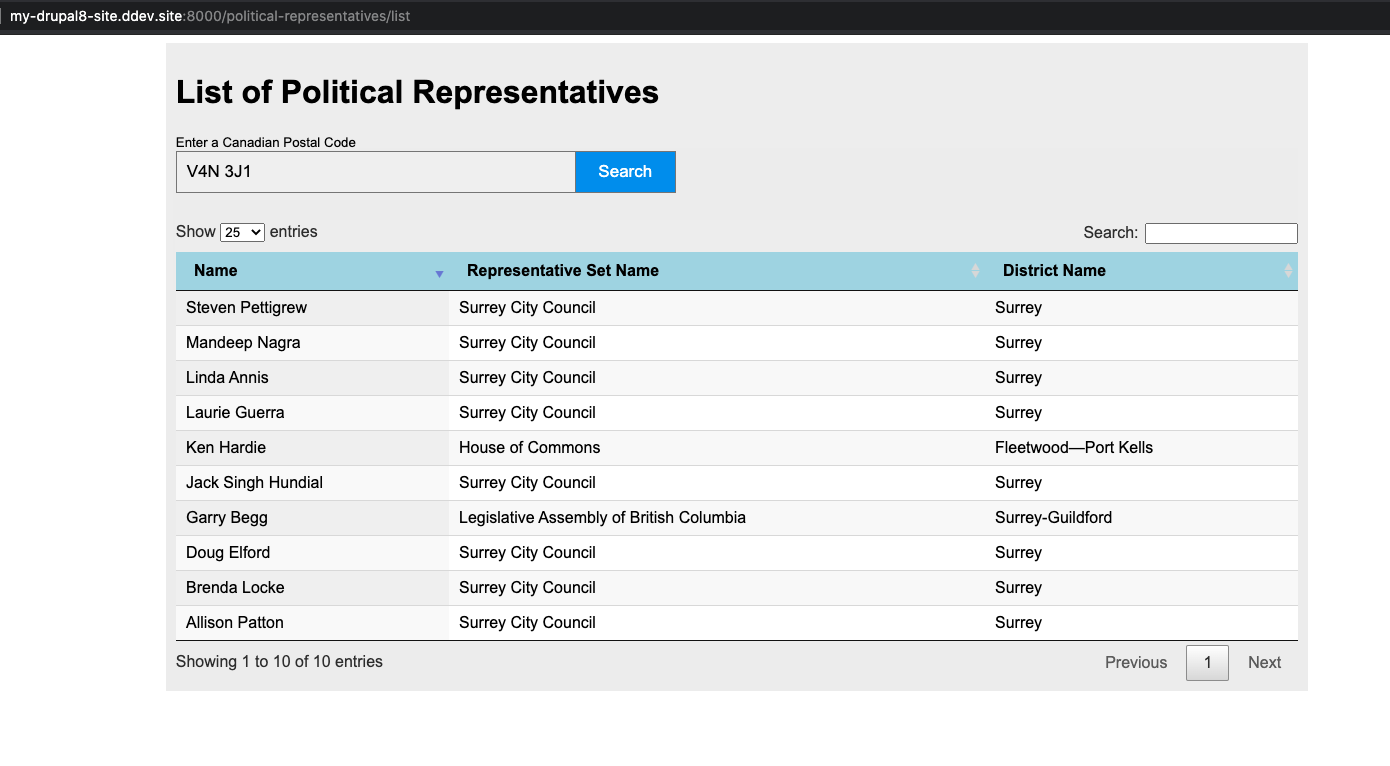 my-drupal8-site.ddev.site:8000/political-representatives/list
List of Political Representatives
Enter a Canadian Postal Code
V4N 3J1 Search
Show 25 entries Search:
Name Representative Set Name District Name
Steven Pettigrew Surrey City Council Surrey
Mandeep Nagra Surrey City Council Surrey
Linda Annis Surrey City Council Surrey
Laurie Guerra Surrey City Council Surrey
Ken Hardie House of Commons Fleetwood—Port Kells
Jack Singh Hundial Surrey City Council Surrey
Garry Begg Legislative Assembly of British Columbia Surrey-Guildford
Doug Elford Surrey City Council Surrey
Brenda Locke Surrey City Council Surrey
Allison Patton Surrey City Council Surrey
Showing 1 to 10 of 10 entries Previous 1 Next